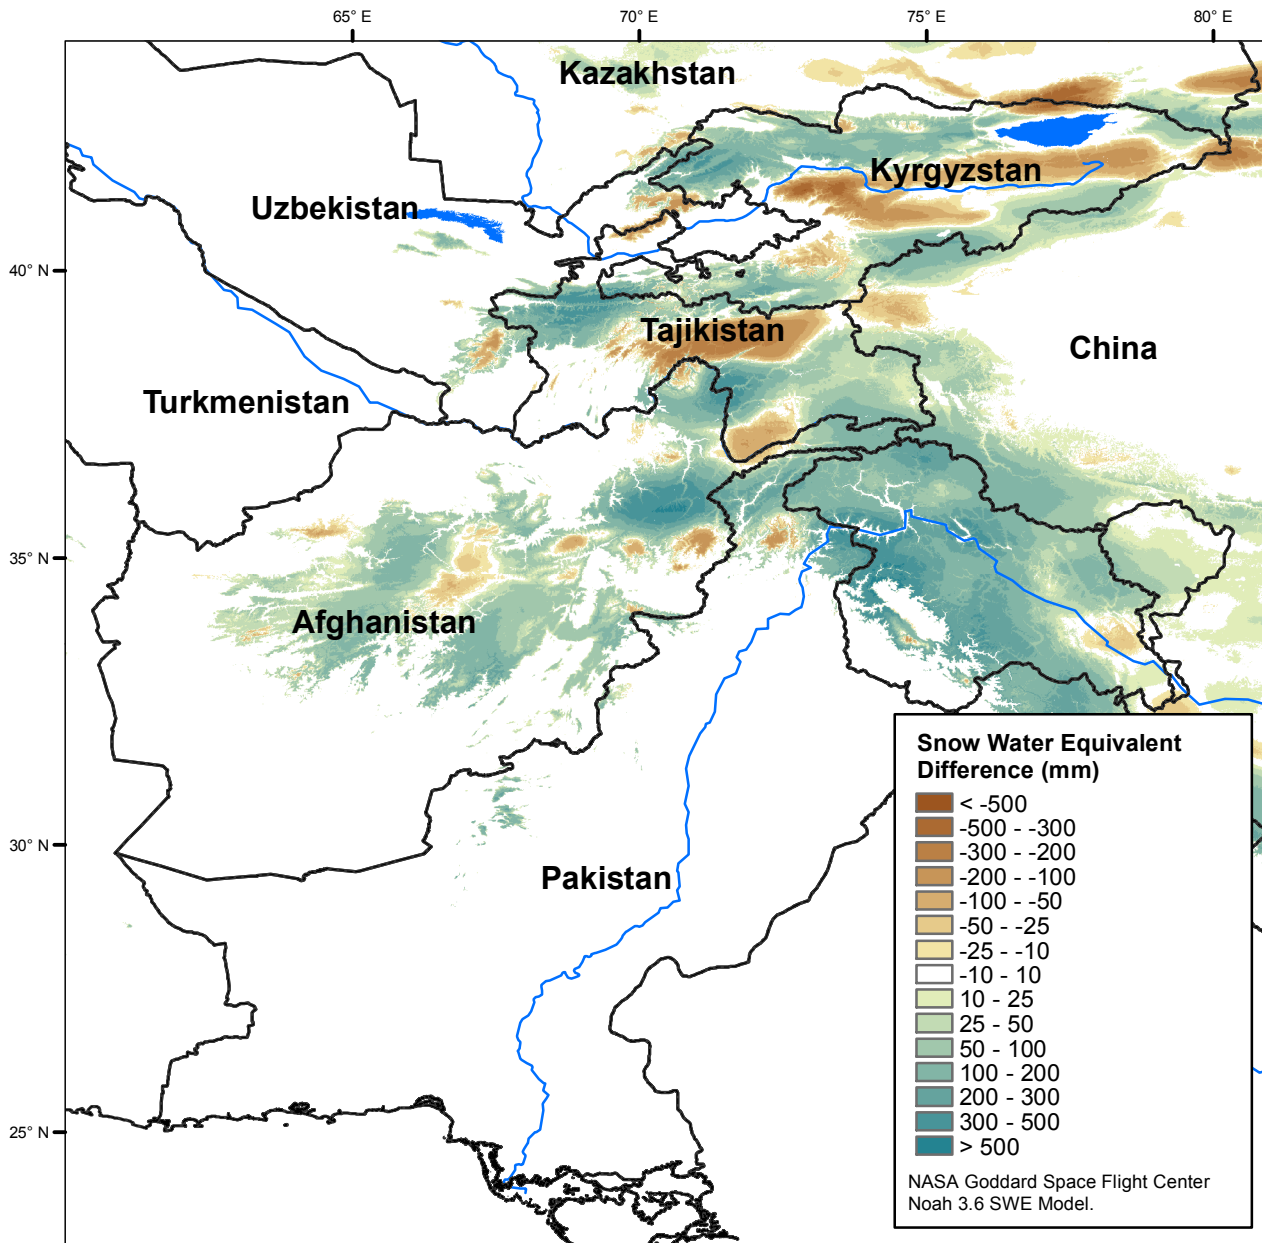 65° E
70° E
75° E
80° E
Kazakhstan
Kyrgyzstan
Uzbekistan
40° N
Tajikistan
China
Turkmenistan
35° N
Afghanistan
30° N
Pakistan
25° N
Snow Water Equivalent
Difference (mm)
< -500
-500 - -300
-300 - -200
-200 - -100
-100 - -50
-50 - -25
-25 - -10
-10 - 10
10 - 25
25 - 50
50 - 100
100 - 200
200 - 300
300 - 500
> 500
NASA Goddard Space Flight Center
Noah 3.6 SWE Model.